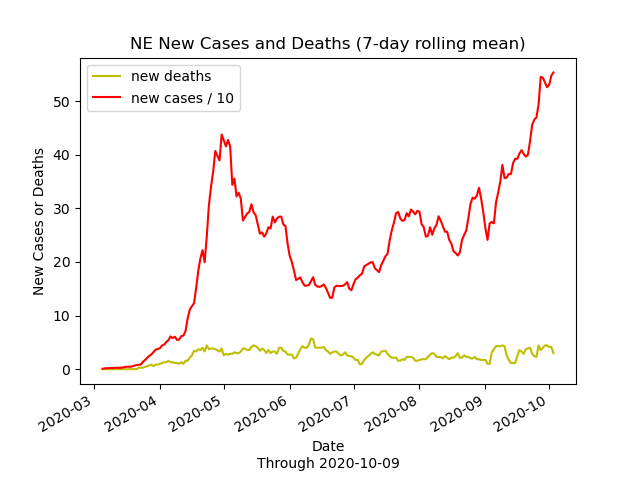 NE New Cases and Deaths (7-day rolling mean)
new deaths
new cases / 10
New Cases or Deaths
50
40
30
20
10
0
2020-03
2020-04
2020-05
2020-06
2020-07
2020-08
2020-09
2020-10
Date
Through 2020-10-09